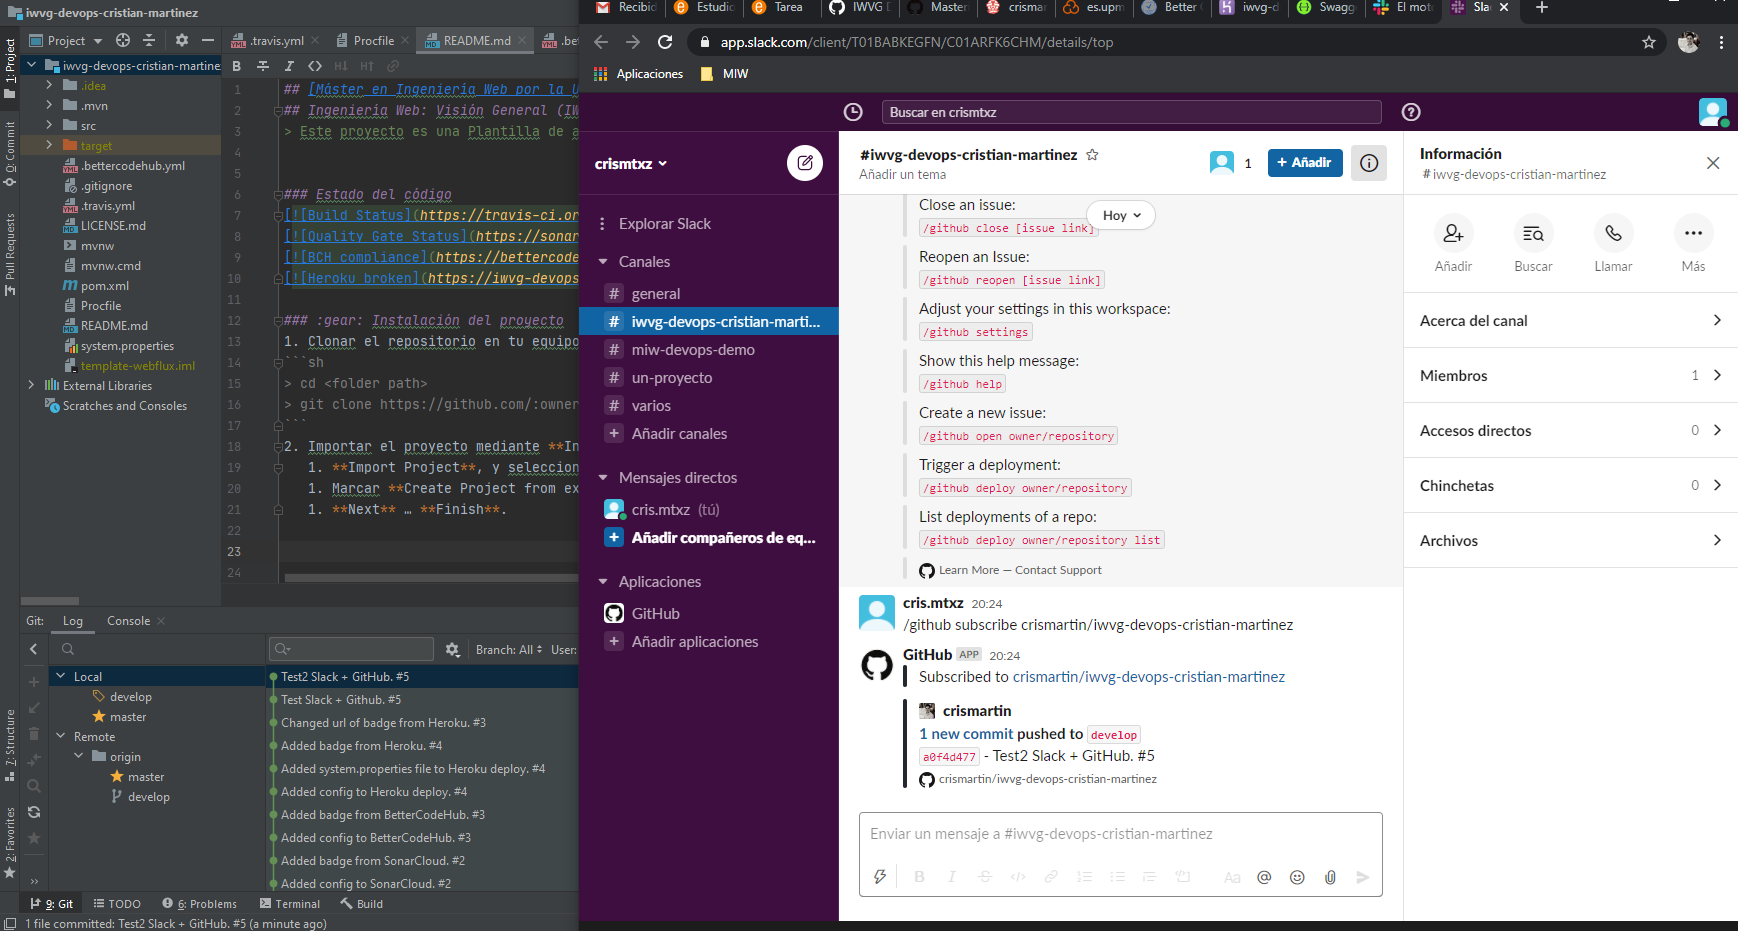 iwvg-devops-cristian-martinez
Project
.travis.yml
Procfile
README.md
.be
1: Project
0: Commit
Pull Requests
Z: Structure
2: Favorites
iwvg-devops-cristian-martine
.idea
.mvn
src
target
.bettercodehub.yml
.gitignore
.travis.yml
LICENSE.md
mvnw
mvnw.cmd
pom.xml
Procfile
README.md
system.properties
template-webflux.iml
External Libraries
Scratches and Consoles
B I <> H↓ H↑
1 ## [Máster en Ingeniería Web por la U
2 ## Ingeniería Web: Visión General (IW
3 > Este proyecto es una Plantilla de a
4
5
6 ### Estado del código
7 [![Build Status](https://travis-ci.or
8 [![Quality Gate Status](https://sonar
9 [![BCH compliance](https://bettercode
10 [![Heroku broken](https://iwvg-devops
11
12 ### :gear: Instalación del proyecto
13 1. Clonar el repositorio en tu equipo
14 ```sh
15 > cd <folder path>
16 > git clone https://github.com/:owner
17 ```
18 2. Importar el proyecto mediante **In
19 1. **Import Project**, y seleccion
20 1. Marcar **Create Project from ex
21 1. **Next** … **Finish**.
22
23
24
Git:
Log
Console
Branch: All
User:
Local
develop
master
Remote
origin
master
develop
Test2 Slack + GitHub. #5
Test Slack + Github. #5
Changed url of badge from Heroku. #3
Added badge from Heroku. #4
Added system.properties file to Heroku deploy. #4
Added config to Heroku deploy. #4
Added badge from BetterCodeHub. #3
Added config to BetterCodeHub. #3
Added badge from SonarCloud. #2
Added config to SonarCloud. #2
9: Git
TODO
6: Problems
Terminal
Build
1 file committed: Test2 Slack + GitHub. #5 (a minute ago)
Recibid
Estudi
Tarea
IWVG D
Master
crismar
es.upm
Better
iwvg-d
Swagg
El mot
Sla
app.slack.com/client/T01BABKEGFN/C01ARFK6CHM/details/top
Aplicaciones
MIW
Buscar en crismtxz
crismtxz
Explorar Slack
Canales
# general
# iwvg-devops-cristian-marti...
# miw-devops-demo
# un-proyecto
# varios
+ Añadir canales
Mensajes directos
cris.mtxz (tú)
+ Añadir compañeros de eq...
Aplicaciones
GitHub
+ Añadir aplicaciones
#iwvg-devops-cristian-martinez
Añadir un tema
1
+ Añadir
Hoy
Close an issue:
/github close [issue link]
Reopen an Issue:
/github reopen [issue link]
Adjust your settings in this workspace:
/github settings
Show this help message:
/github help
Create a new issue:
/github open owner/repository
Trigger a deployment:
/github deploy owner/repository
List deployments of a repo:
/github deploy owner/repository list
Learn More — Contact Support
cris.mtxz 20:24
/github subscribe crismartin/iwvg-devops-cristian-martinez
GitHub APP 20:24
Subscribed to crismartin/iwvg-devops-cristian-martinez
crismartin
1 new commit pushed to develop
a0f4d477 - Test2 Slack + GitHub. #5
crismartin/iwvg-devops-cristian-martinez
Enviar un mensaje a #iwvg-devops-cristian-martinez
B I S </> Aa @
Información
# iwvg-devops-cristian-martinez
Añadir
Buscar
Llamar
Más
Acerca del canal
Miembros 1
Accesos directos 0
Chinchetas 0
Archivos